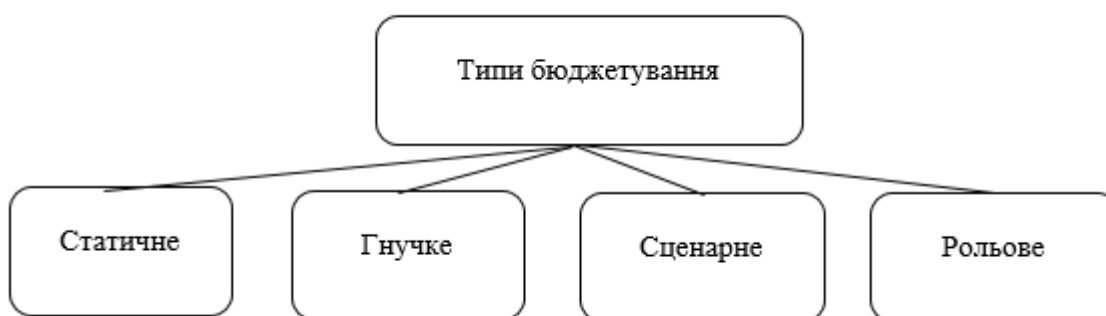 Типи бюджетування
Статичне
Гнучке
Сценарне
Рольове